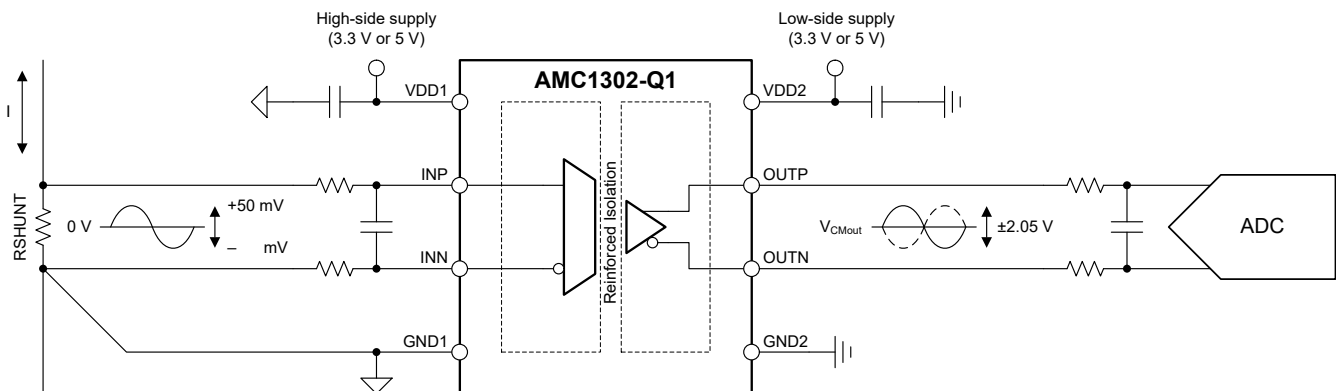 High-side supply
(3.3 V or 5 V)
Low-side supply
(3.3 V or 5 V)
AMC1302-Q1
VDD1
VDD2
I
INP
OUTP
RSHUNT
0 V
+50 mV
– mV
Reinforced Isolation
VCMout
±2.05 V
ADC
INN
OUTN
GND1
GND2